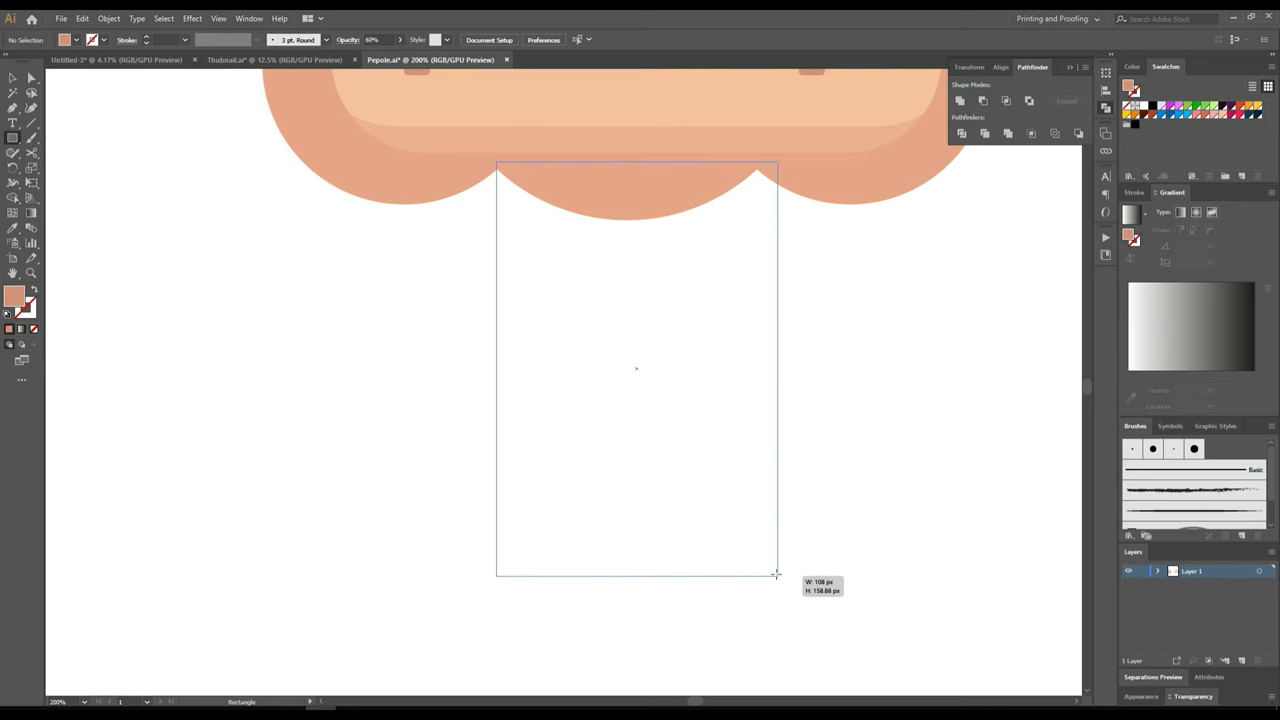 Ai File Edit Object Type Select Effect View Window Help Printing and Proofing Search Adobe Stock
No Selection Stroke: 3 pt. Round Opacity: 60% Style: Document Setup Preferences
Untitled-3* @ 4.17% (RGB/GPU Preview) × Thubnail.ai* @ 12.5% (RGB/GPU Preview) × Pepole.ai* @ 200% (RGB/GPU Preview) ×
Transform Align Pathfinder
Shape Modes:
Expand
Pathfinders:
Color Swatches
Stroke Gradient
Type:
Stroke:
Opacity:
Location:
Brushes Symbols Graphic Styles
Basic
W: 108 px
H: 158.88 px
Layers
Layer 1
1 Layer
Separations Preview Attributes
Appearance Transparency
200% 1 Rectangle